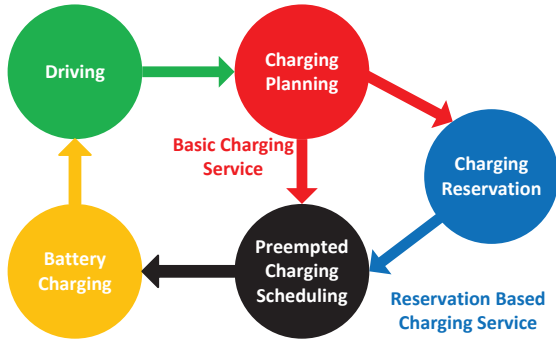 Driving
Charging
Planning
Basic Charging
Service
Charging
Reservation
Battery
Charging
Preempted
Charging
Scheduling
Reservation Based
Charging Service